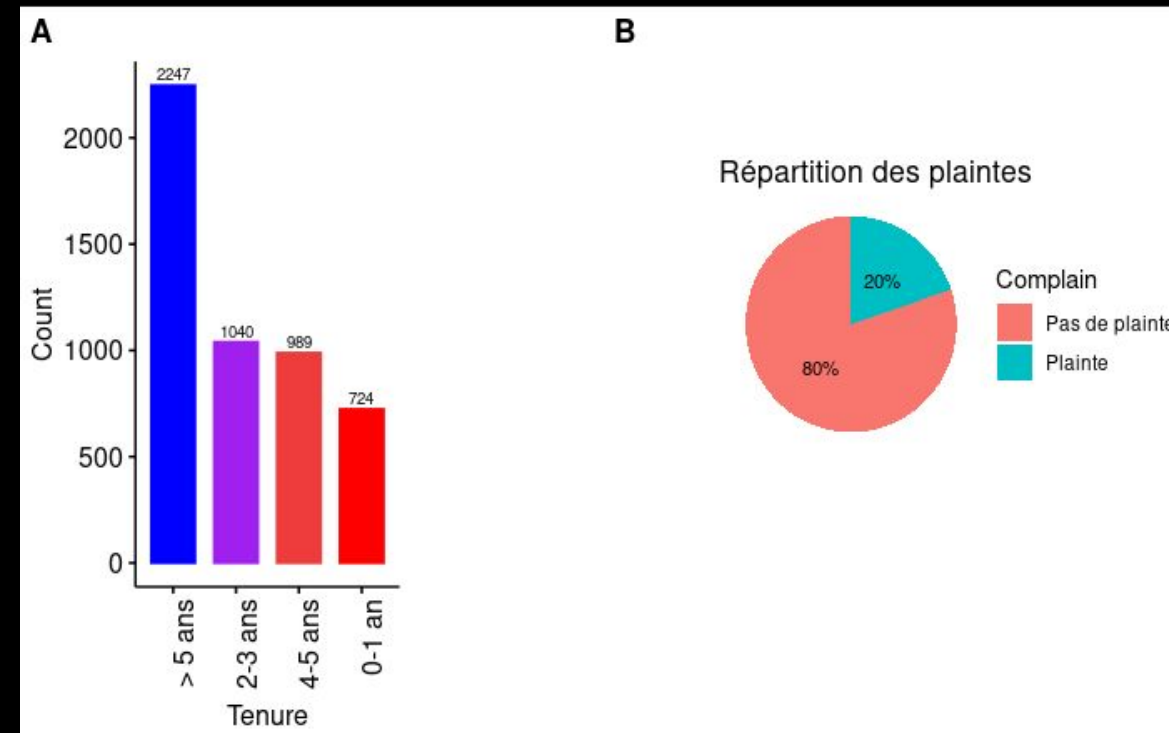 A
2247
2000
1500
1040
989
1000
724
500
0
Count
> 5 ans
2-3 ans
4-5 ans
0-1 an
Tenure
B
Répartition des plaintes
20%
80%
Complain
Pas de plainte
Plainte